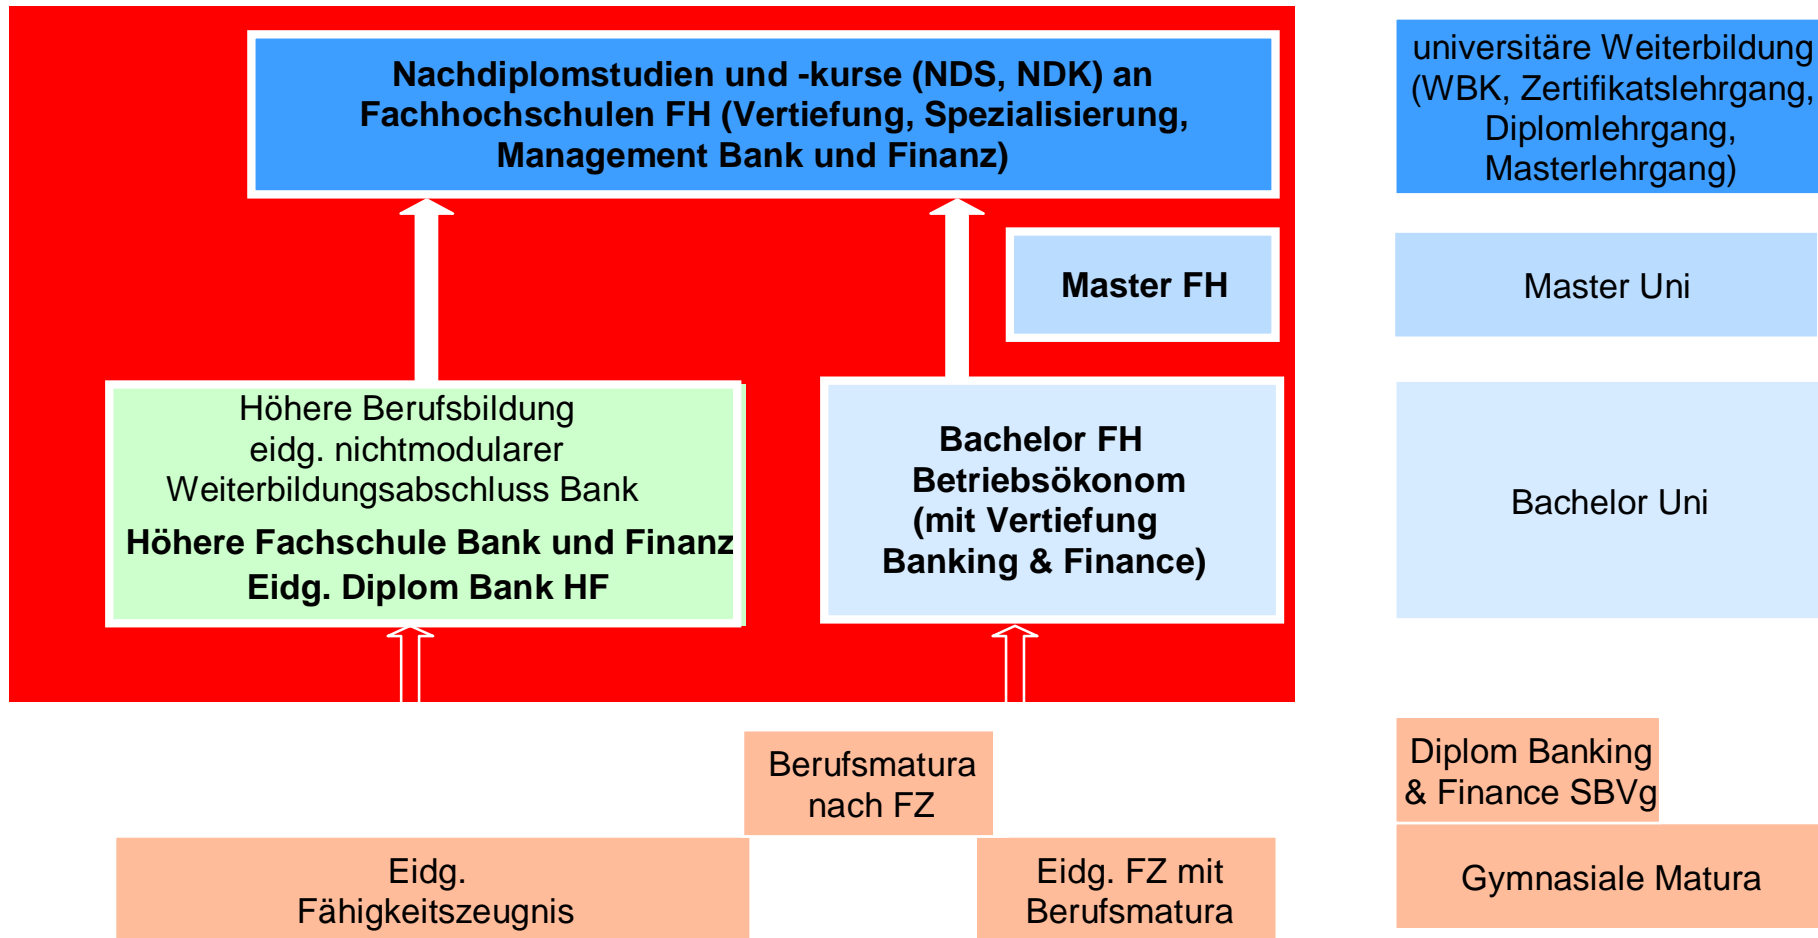 Nachdiplomstudien und -kurse (NDS, NDK) an
Fachhochschulen FH (Vertiefung, Spezialisierung,
Management Bank und Finanz)
universitäre Weiterbildung
(WBK, Zertifikatslehrgang,
Diplomlehrgang,
Masterlehrgang)
Master FH
Master Uni
Höhere Berufsbildung
eidg. nichtmodularer
Weiterbildungsabschluss Bank
Höhere Fachschule Bank und Finanz
Eidg. Diplom Bank HF
Bachelor FH
Betriebsökonom
(mit Vertiefung
Banking & Finance)
Bachelor Uni
Berufsmatura
nach FZ
Diplom Banking
& Finance SBVg
Eidg.
Fähigkeitszeugnis
Eidg. FZ mit
Berufsmatura
Gymnasiale Matura